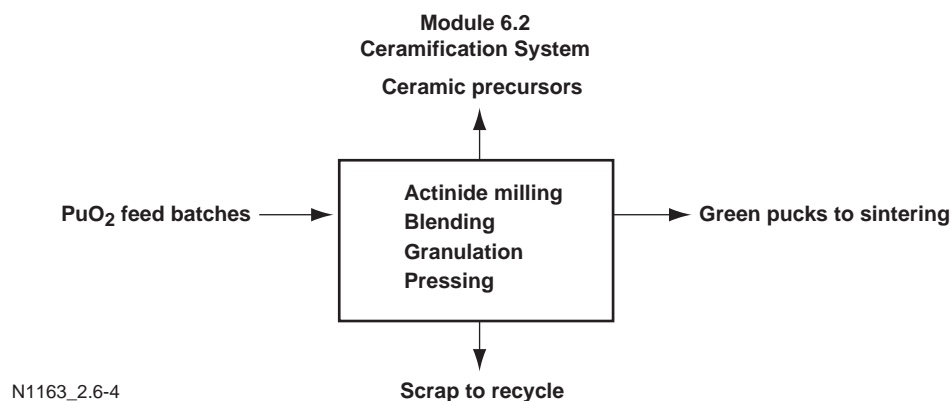 Module 6.2
Ceramification System
Ceramic precursors
PuO2 feed batches
Actinide milling
Blending
Granulation
Pressing
Green pucks to sintering
Scrap to recycle
N1163_2.6-4